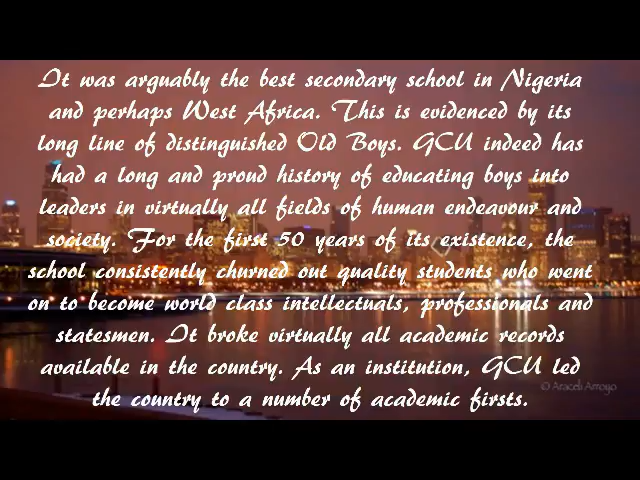 It was arguably the best secondary school in Nigeria
and perhaps West Africa. This is evidenced by its
long line of distinguished Old Boys. GCU indeed has
had a long and proud history of educating boys into
leaders in virtually all fields of human endeavour and
society. For the first 50 years of its existence, the
school consistently churned out quality students who went
on to become world class intellectuals, professionals and
statesmen. It broke virtually all academic records
available in the country. As an institution, GCU led
the country to a number of academic firsts.
© Araceli Arroyo